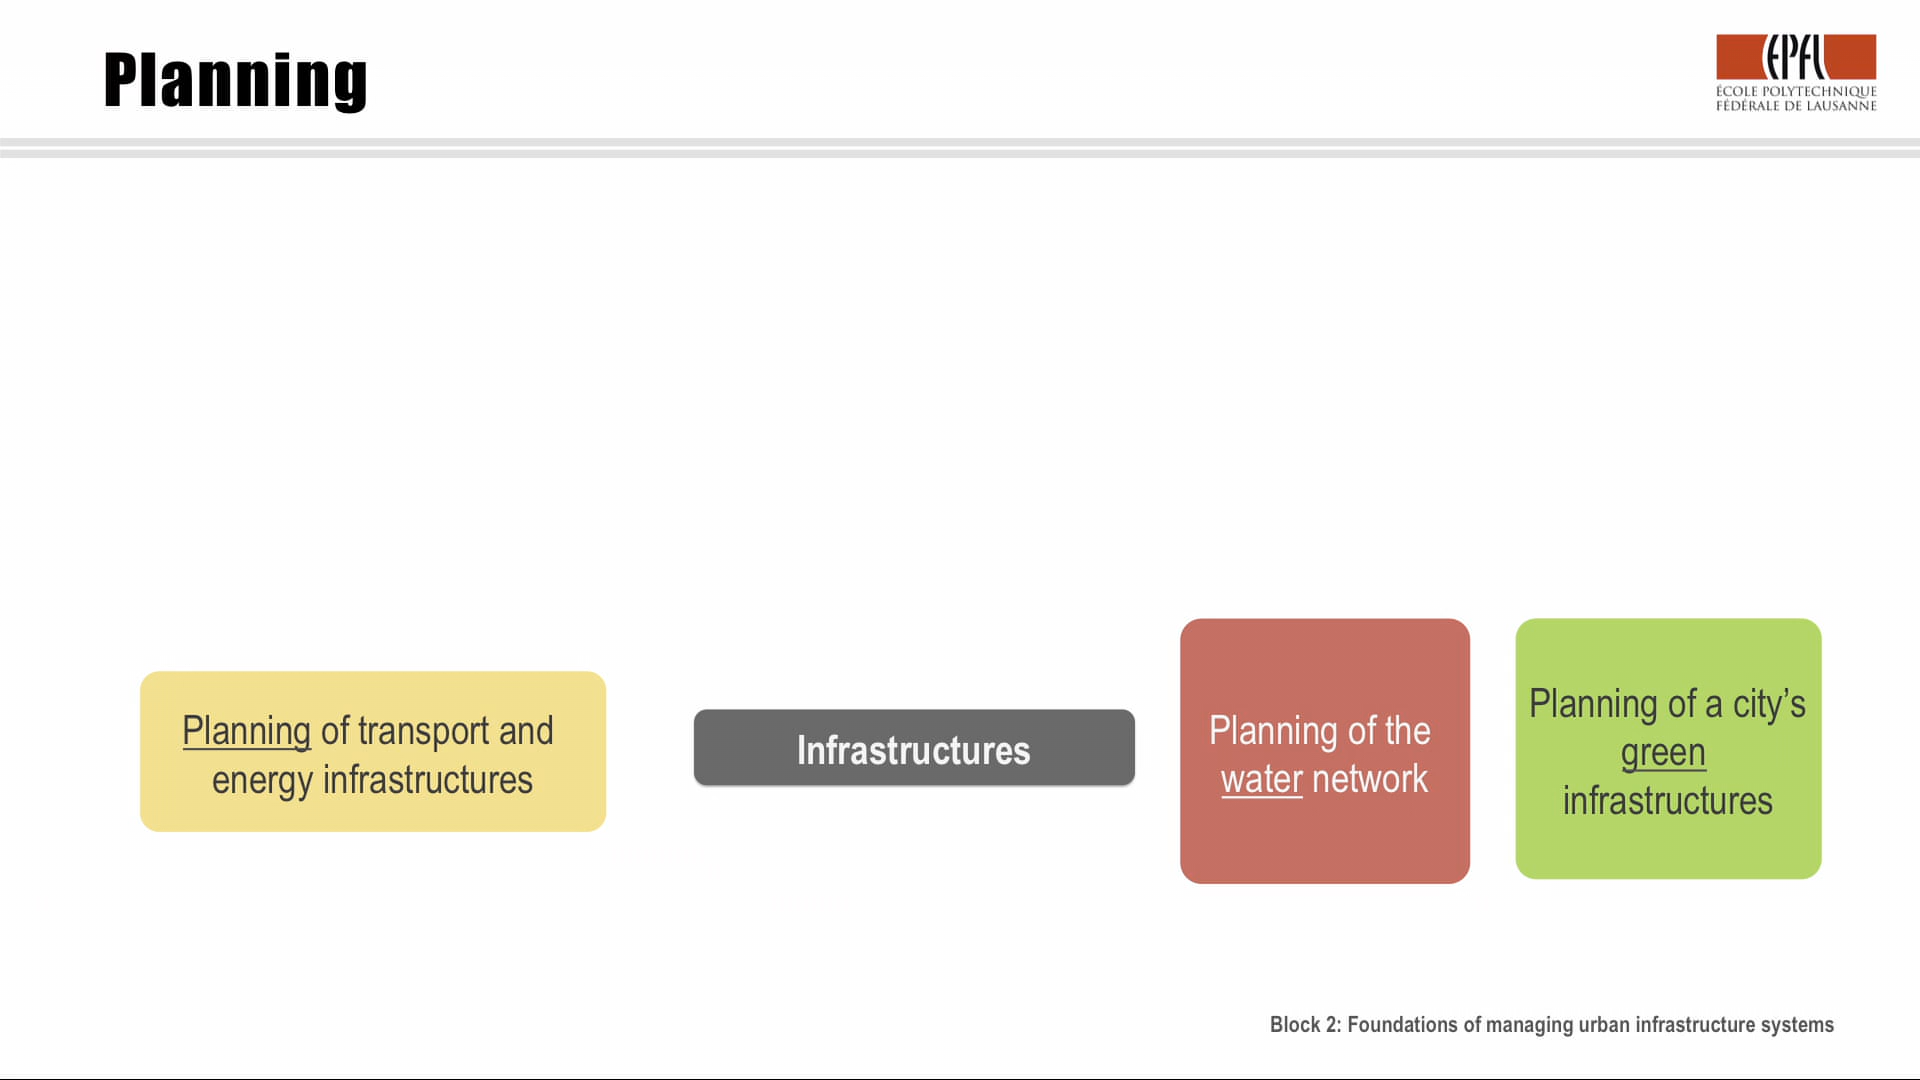 Planning
EPFL
ÉCOLE POLYTECHNIQUE
FÉDÉRALE DE LAUSANNE
Planning of transport and
energy infrastructures
Infrastructures
Planning of the
water network
Planning of a city’s
green
infrastructures
Block 2: Foundations of managing urban infrastructure systems